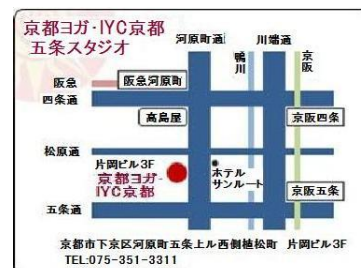 京都ヨガ・IYC京都
五条スタジオ
河原町通
川端通
鴨川
京阪
阪急
阪急河原町
四条通
高島屋
京阪四条
松原通
片岡ビル3F
京都ヨガ・
IYC京都
ホテル
サンルート
京阪五条
五条通
京都市下京区河原町五条上ル西側植松町 片岡ビル3F
TEL:075-351-3311